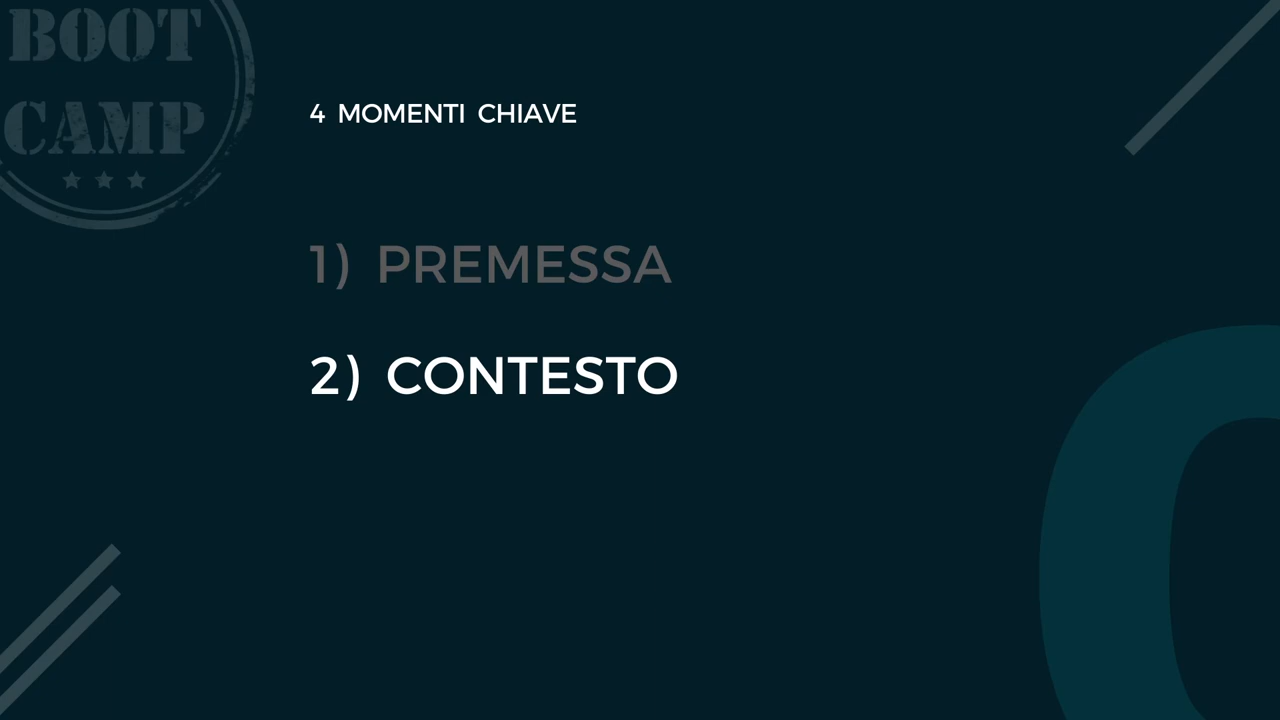 BOOT
CAMP
4 MOMENTI CHIAVE
1) PREMESSA
2) CONTESTO